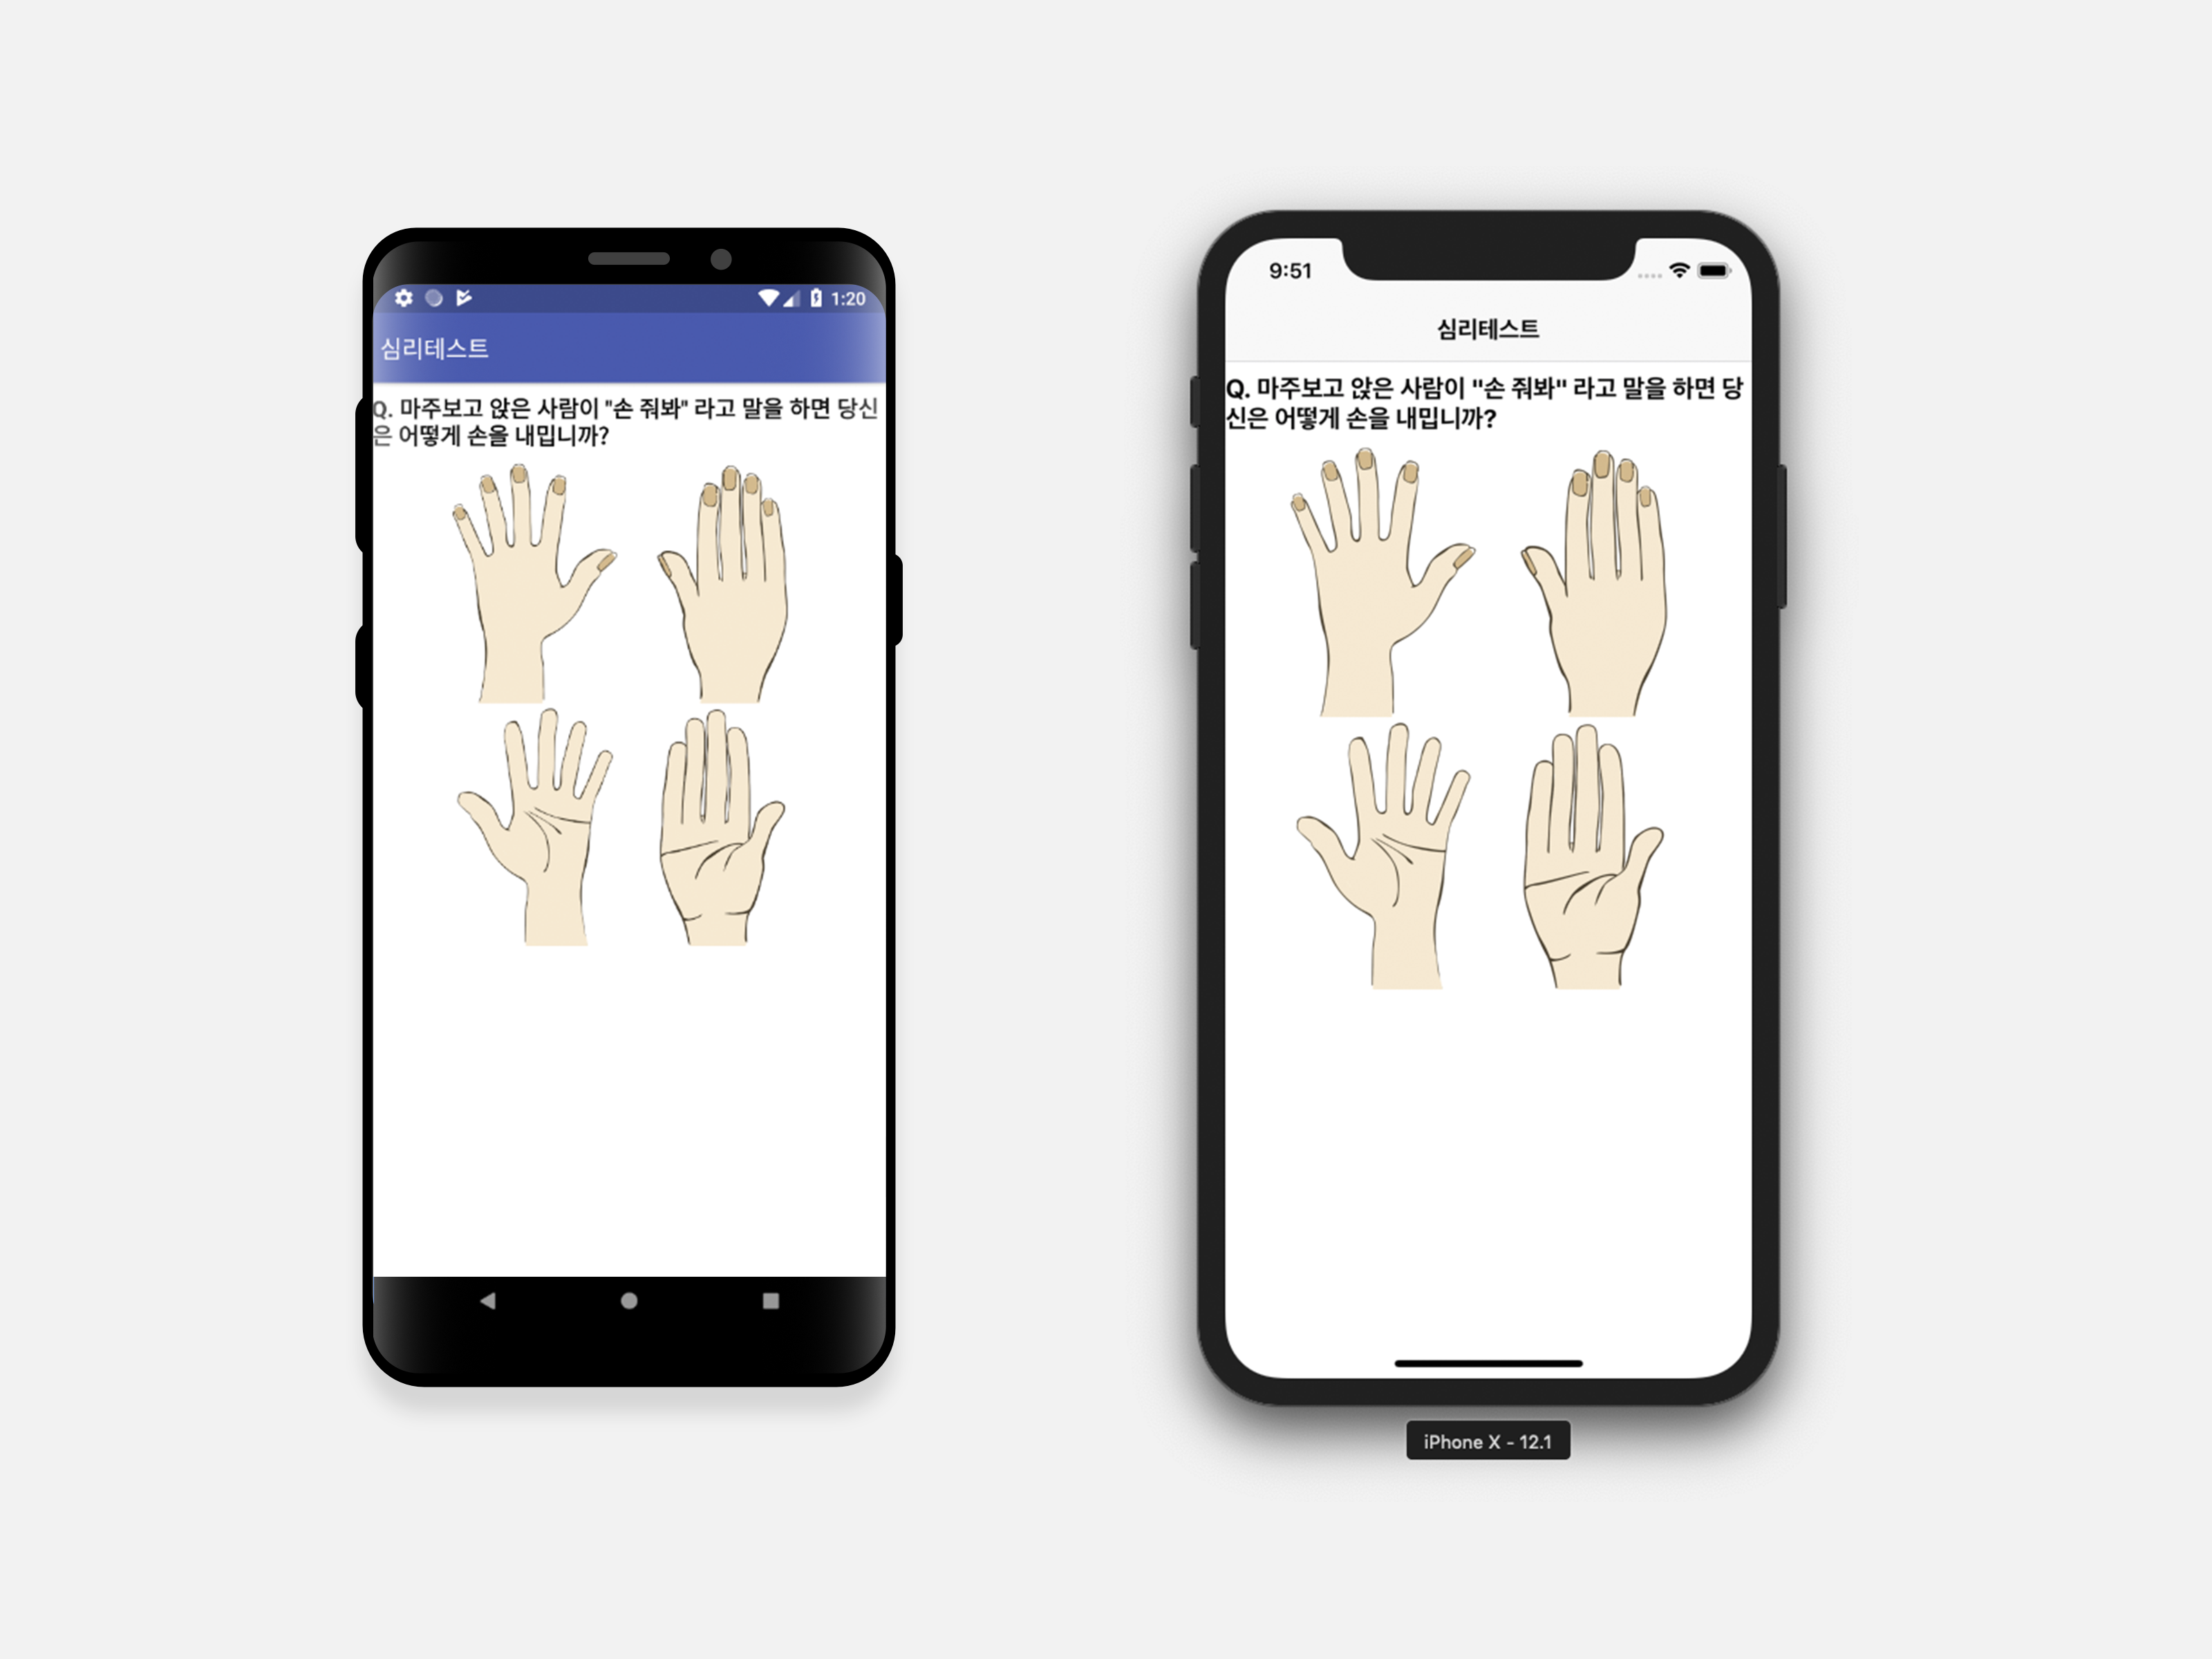 1:20
심리테스트
Q. 마주보고 앉은 사람이 "손 줘봐" 라고 말을 하면 당신
은 어떻게 손을 내밉니까?
9:51
심리테스트
Q. 마주보고 앉은 사람이 "손 줘봐" 라고 말을 하면 당
신은 어떻게 손을 내밉니까?
iPhone X - 12.1